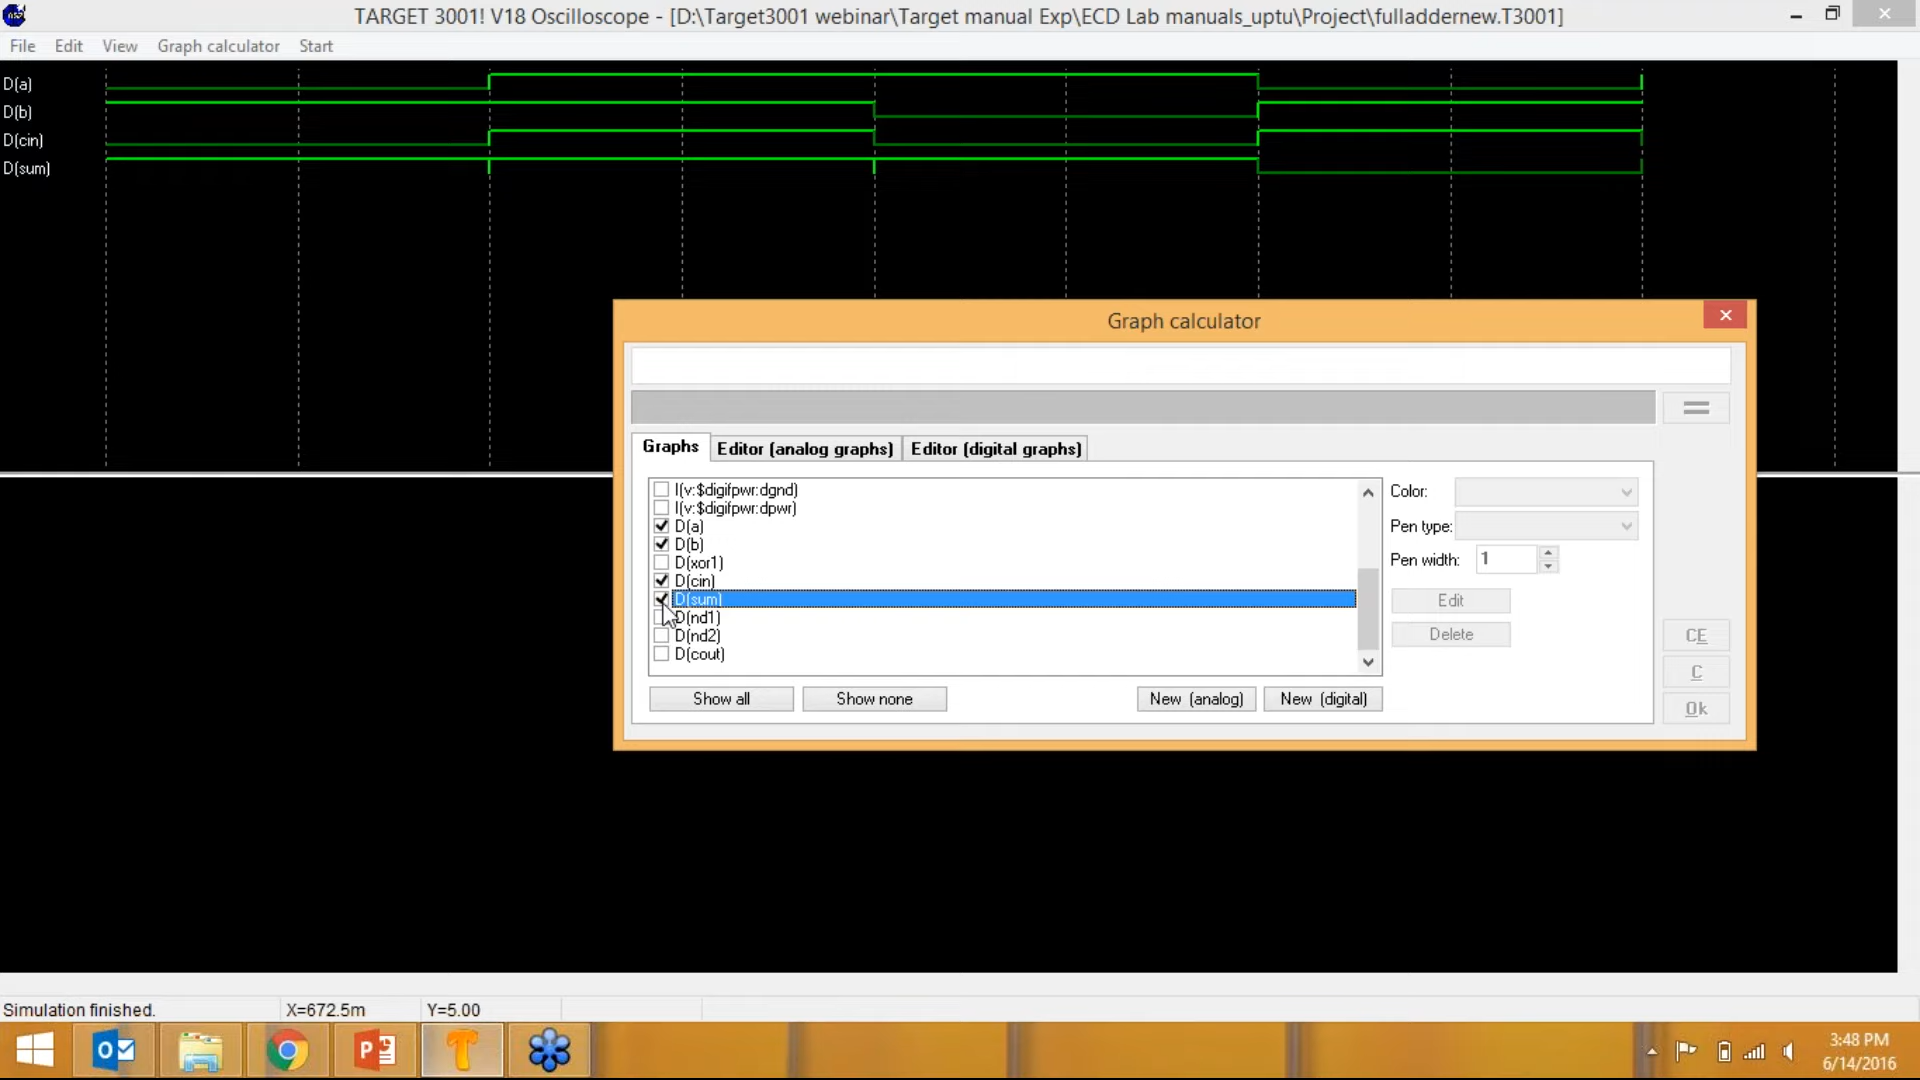 TARGET 3001! V18 Oscilloscope - [D:\Target3001 webinar\Target manual Exp\ECD Lab manuals_uptu\Project\fulladdernew.T3001]
File Edit View Graph calculator Start
D(a)
D(b)
D(cin)
D(sum)
Graph calculator
Graphs Editor (analog graphs) Editor (digital graphs)
I(v:$digifpwr:dgnd)
I(v:$digifpwr:dpwr)
D(a)
D(b)
D(xor1)
D(cin)
D(sum)
D(nd1)
D(nd2)
D(cout)
Color:
Pen type:
Pen width: 1
Edit
Delete
CE
C
Ok
Show all Show none New (analog) New (digital)
Simulation finished. X=672.5m Y=5.00
3:48 PM
6/14/2016